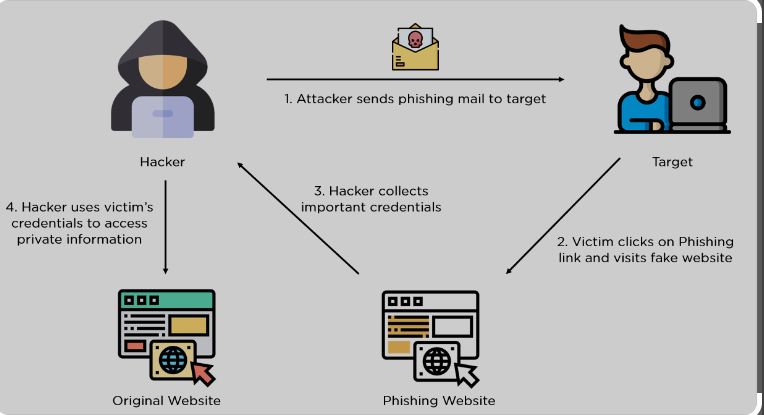 1. Attacker sends phishing mail to target
Hacker
Target
3. Hacker collects
important credentials
4. Hacker uses victim's
credentials to access
private information
2. Victim clicks on Phishing
link and visits fake website
Original Website
Phishing Website